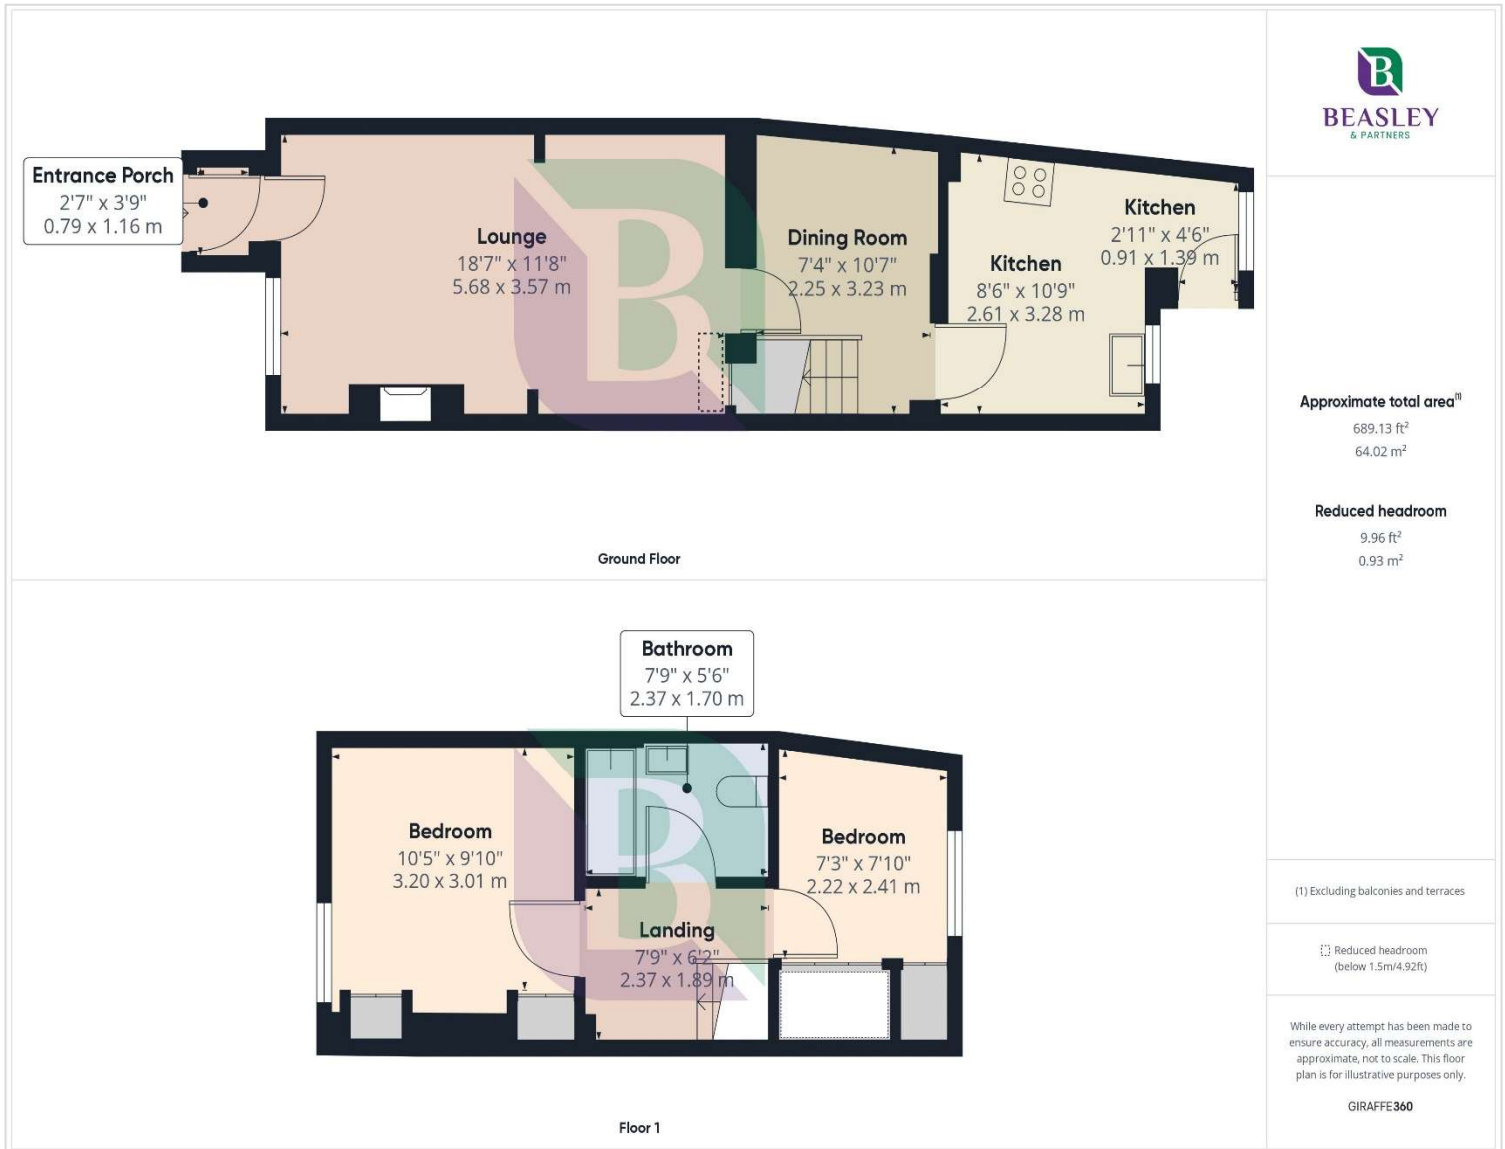 Entrance Porch
2'7" x 3'9"
0.79 x 1.16 m
Lounge
18'7" x 11'8"
5.68 x 3.57 m
Dining Room
7'4" x 10'7"
2.25 x 3.23 m
Kitchen
8'6" x 10'9"
2.61 x 3.28 m
Kitchen
2'11" x 4'6"
0.91 x 1.39 m
Ground Floor
Bathroom
7'9" x 5'6"
2.37 x 1.70 m
Bedroom
10'5" x 9'10"
3.20 x 3.01 m
Landing
7'9" x 6'2"
2.37 x 1.89 m
Bedroom
7'3" x 7'10"
2.22 x 2.41 m
Floor 1
B
BEASLEY
& PARTNERS
Approximate total area(1)
689.13 ft²
64.02 m²
Reduced headroom
9.96 ft²
0.93 m²
(1) Excluding balconies and terraces
Reduced headroom
(below 1.5m/4.92ft)
While every attempt has been made to
ensure accuracy, all measurements are
approximate, not to scale. This floor
plan is for illustrative purposes only.
GIRAFFE360